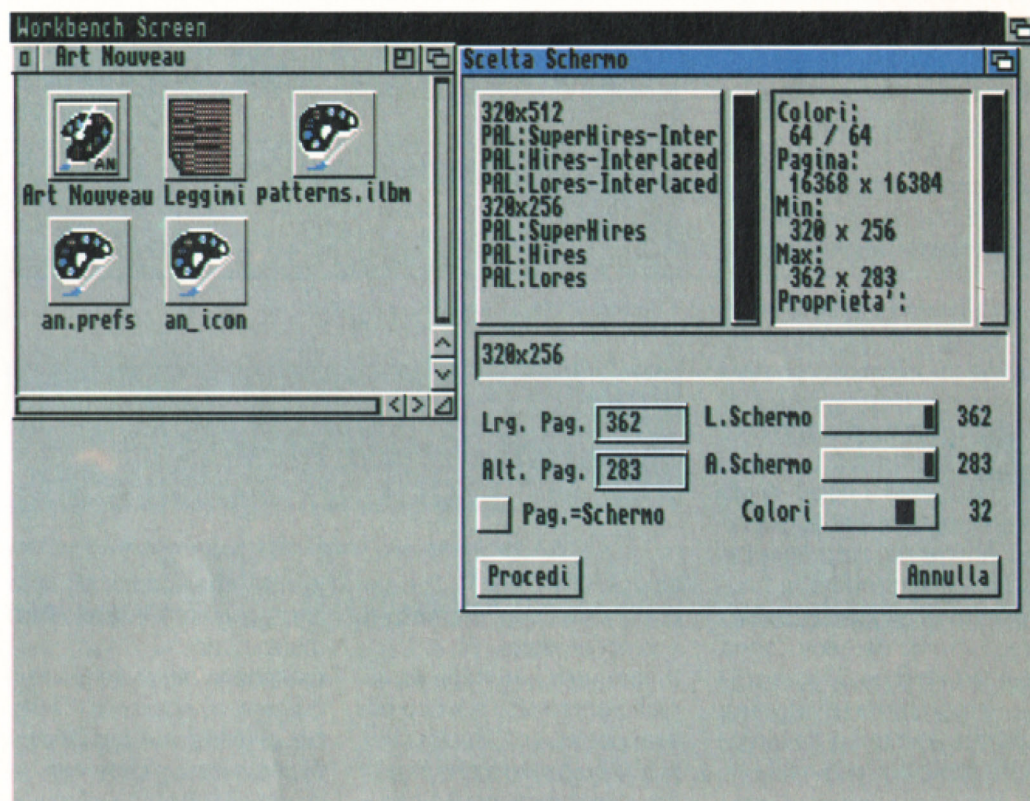 Workbench Screen
Art Nouveau
AN
Art Nouveau
Leggimi
patterns.ilbm
an.prefs
an_icon
Scelta Schermo
320x512
PAL:SuperHires-Inter
PAL:Hires-Interlaced
PAL:Lores-Interlaced
320x256
PAL:SuperHires
PAL:Hires
PAL:Lores
Colori:
64 / 64
Pagina:
16368 x 16384
Min:
320 x 256
Max:
362 x 283
Proprieta':
320x256
Lrg. Pag. 362
L.Schermo 362
Alt. Pag. 283
A.Schermo 283
Pag.=Schermo
Colori 32
Procedi
Annulla